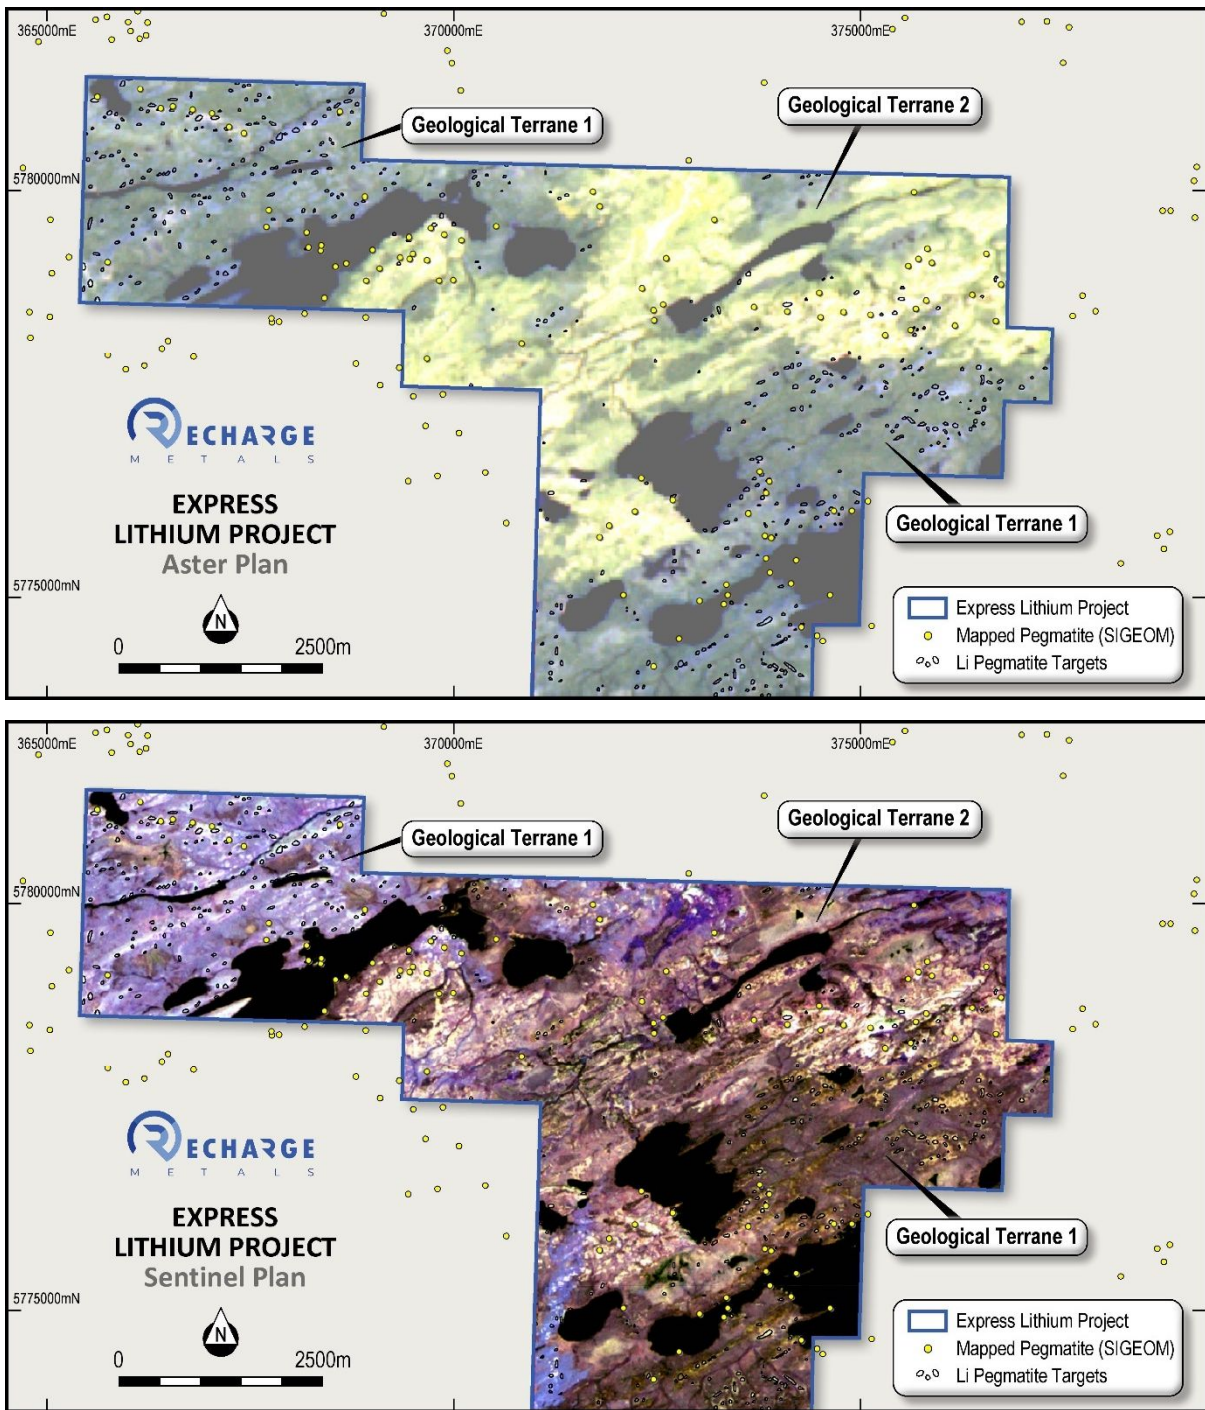 365000mE
370000mE
375000mE
Geological Terrane 2
Geological Terrane 1
5780000mN
RECHARGE
METALS
EXPRESS
LITHIUM PROJECT
Aster Plan
N
0 2500m
Geological Terrane 1
5775000mN
Express Lithium Project
Mapped Pegmatite (SIGEOM)
Li Pegmatite Targets
365000mE
370000mE
375000mE
Geological Terrane 2
Geological Terrane 1
5780000mN
RECHARGE
METALS
EXPRESS
LITHIUM PROJECT
Sentinel Plan
N
0 2500m
Geological Terrane 1
5775000mN
Express Lithium Project
Mapped Pegmatite (SIGEOM)
Li Pegmatite Targets